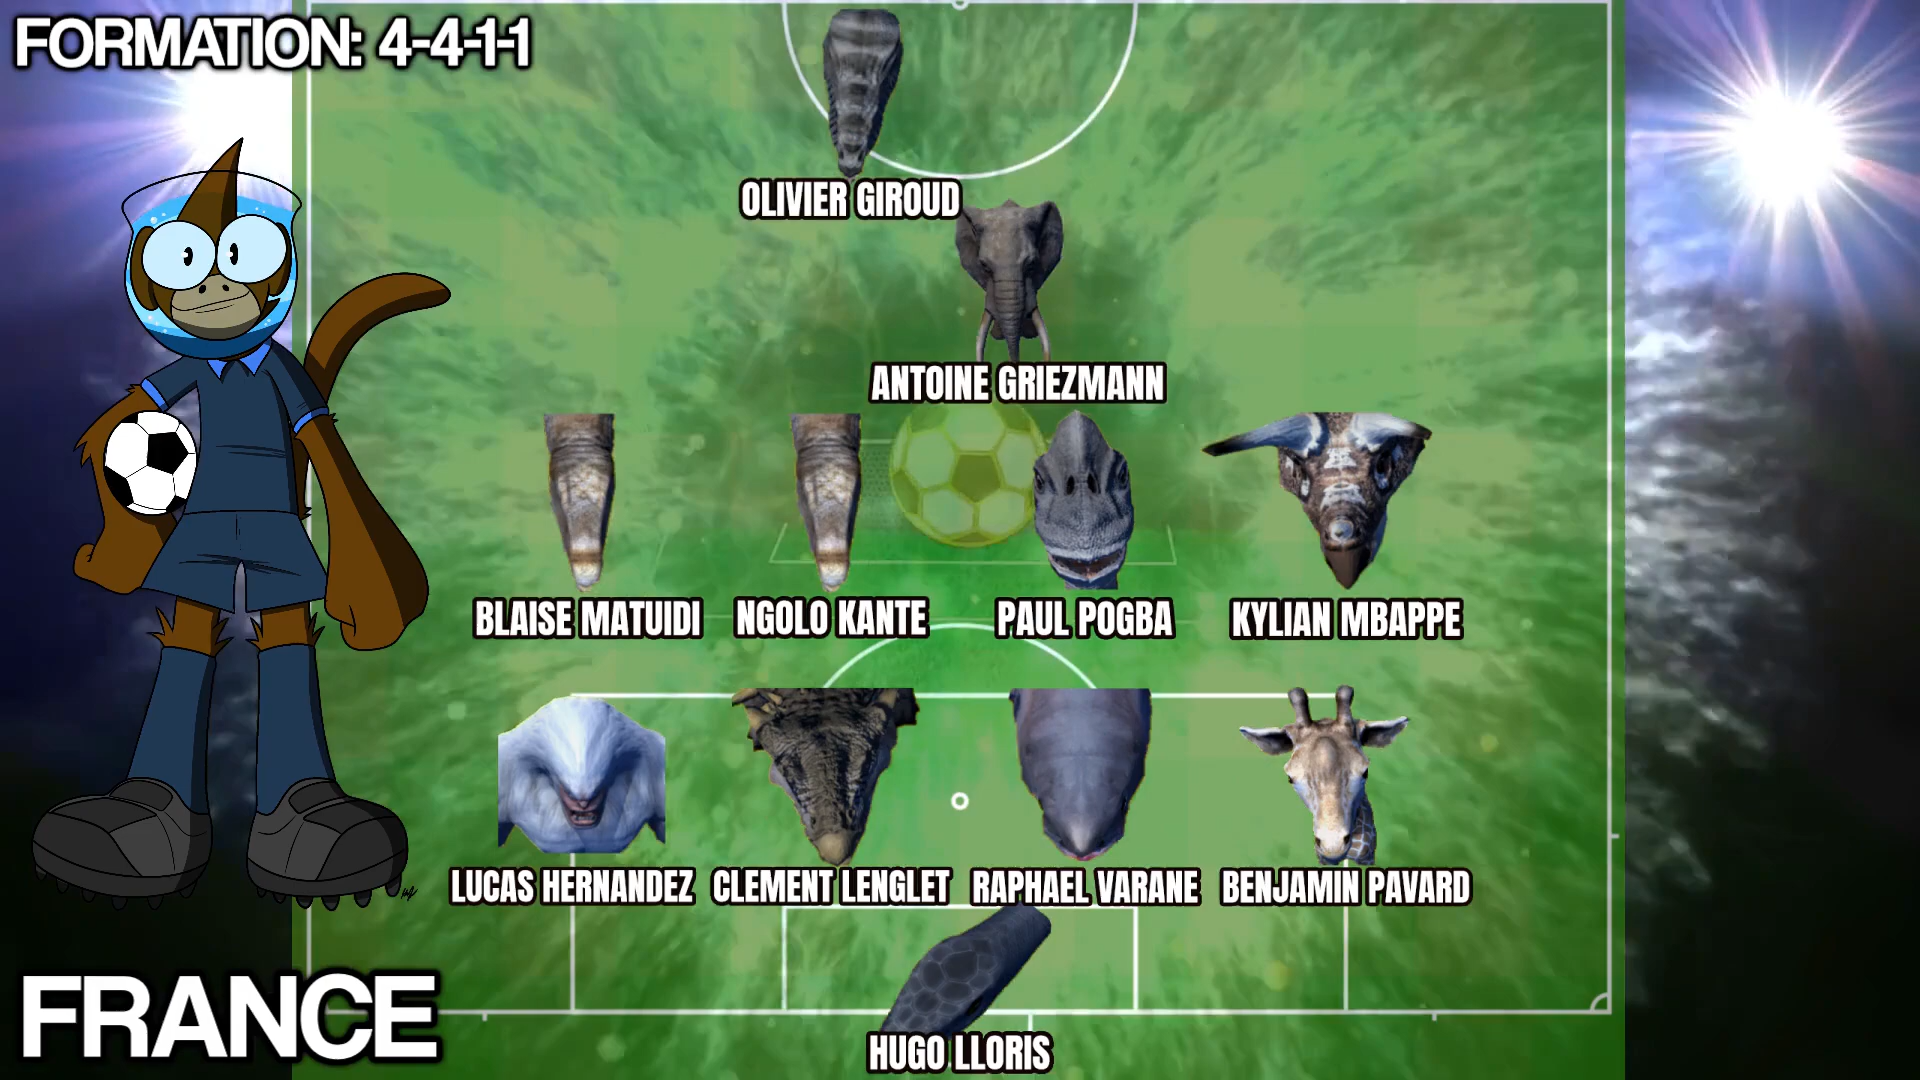 FORMATION: 4-4-1-1
OLIVIER GIROUD
ANTOINE GRIEZMANN
BLAISE MATUIDI
NGOLO KANTE
PAUL POGBA
KYLIAN MBAPPE
LUCAS HERNANDEZ
CLEMENT LENGLET
RAPHAEL VARANE
BENJAMIN PAVARD
HUGO LLORIS
FRANCE